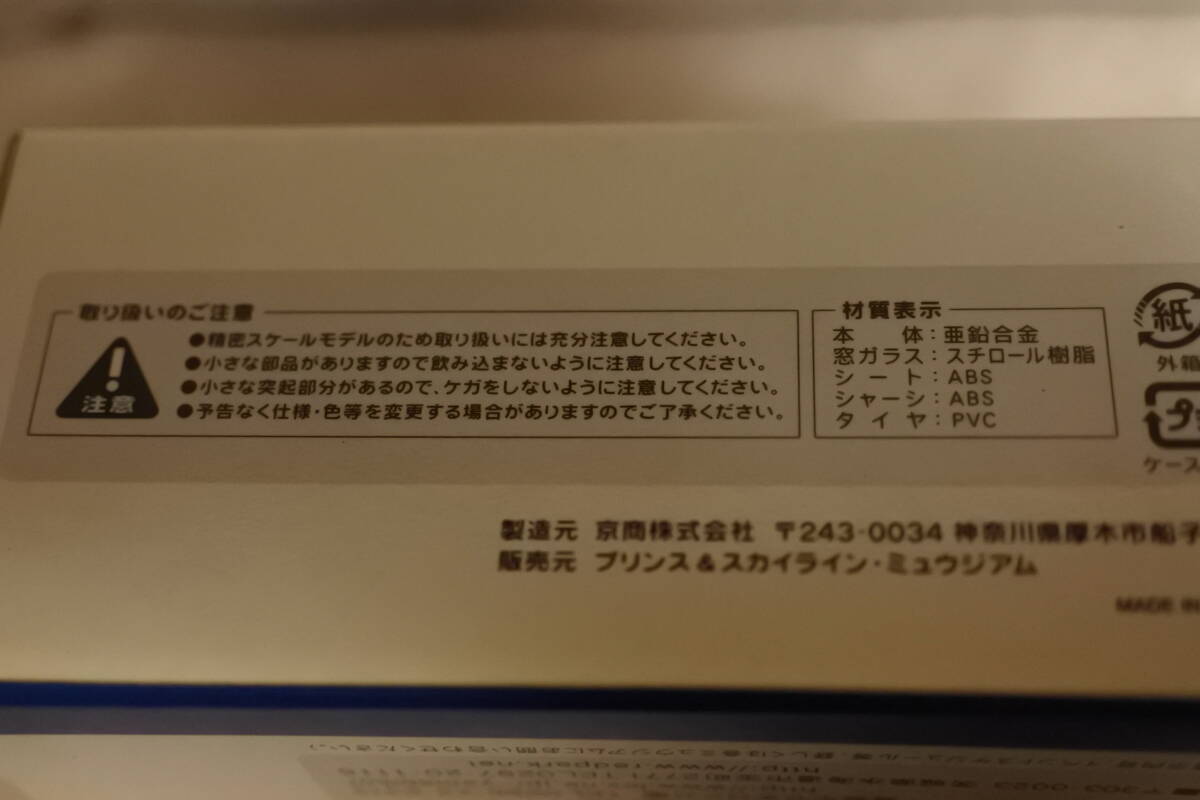 取り扱いのご注意
注意
●精密スケールモデルのため取り扱いには充分注意してください。
●小さな部品がありますので飲み込まないように注意してください。
●小さな突起部分があるので、ケガをしないように注意してください。
●予告なく仕様・色等を変更する場合がありますのでご了承ください。
材質表示
本体：亜鉛合金
窓ガラス：スチロール樹脂
シート：ABS
シャーシ：ABS
タイヤ：PVC
紙
外箱
プ
ケース
製造元 京商株式会社 〒243-0034 神奈川県厚木市船子
販売元 プリンス＆スカイライン・ミュウジアム
MADE IN
http://www.redpark.net